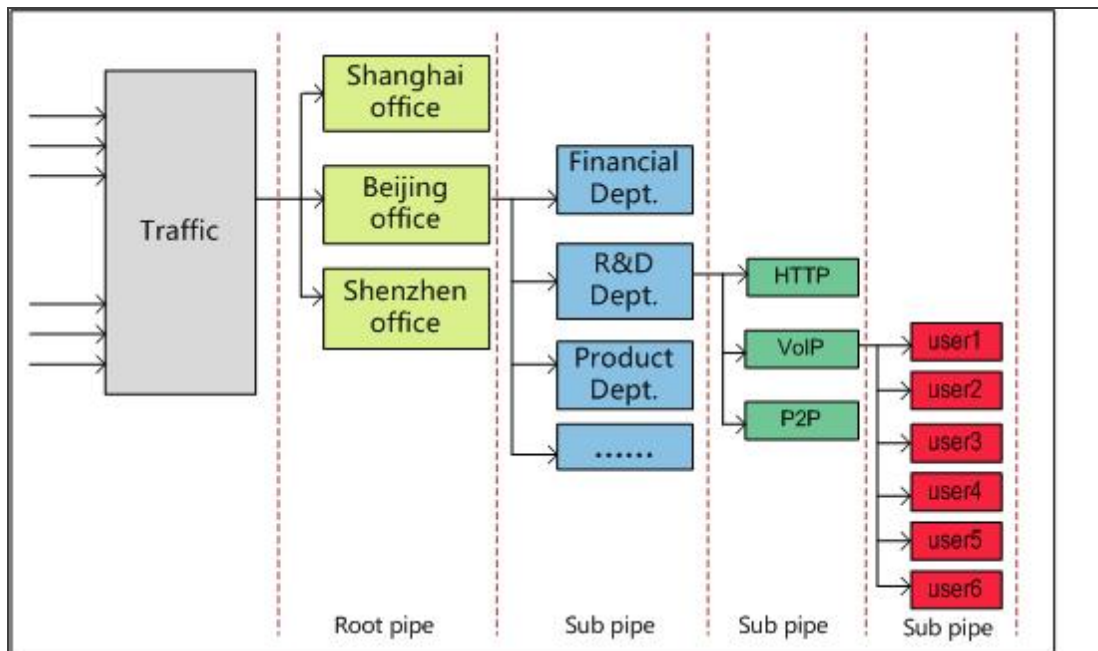 Traffic
Shanghai
office
Beijing
office
Shenzhen
office
Financial
Dept.
R&D
Dept.
Product
Dept.
......
HTTP
VoIP
P2P
user1
user2
user3
user4
user5
user6
Root pipe
Sub pipe
Sub pipe
Sub pipe